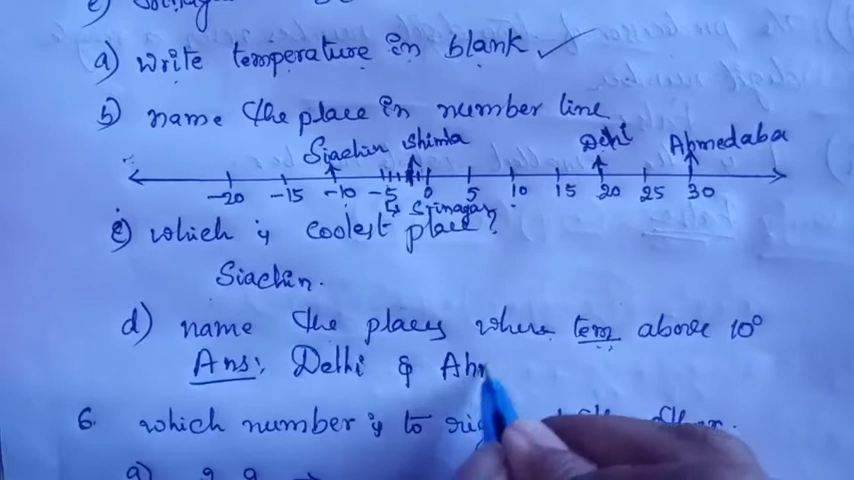 e) Srinagar
a) write temperature in blank ✓
b) name the place in number line
Siachin Shimla Delhi Ahmedaba
-20 -15 -10 -5 0 5 10 15 20 25 30
Srinagar
c) which is coolest place?
Siachin.
d) name the places where tem above 10°
Ans: Delhi & Ahm
6. which number is to
a)